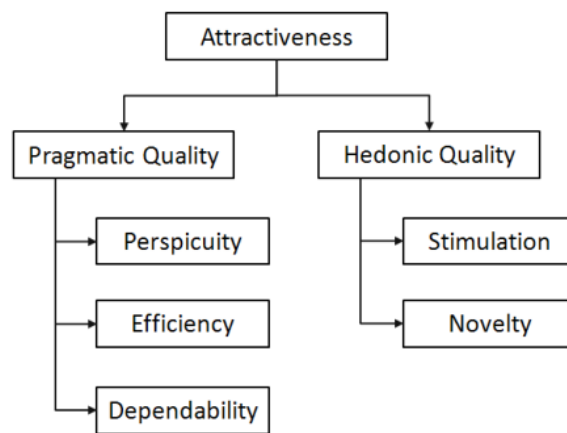 Attractiveness
Pragmatic Quality
Hedonic Quality
Perspicuity
Stimulation
Efficiency
Novelty
Dependability